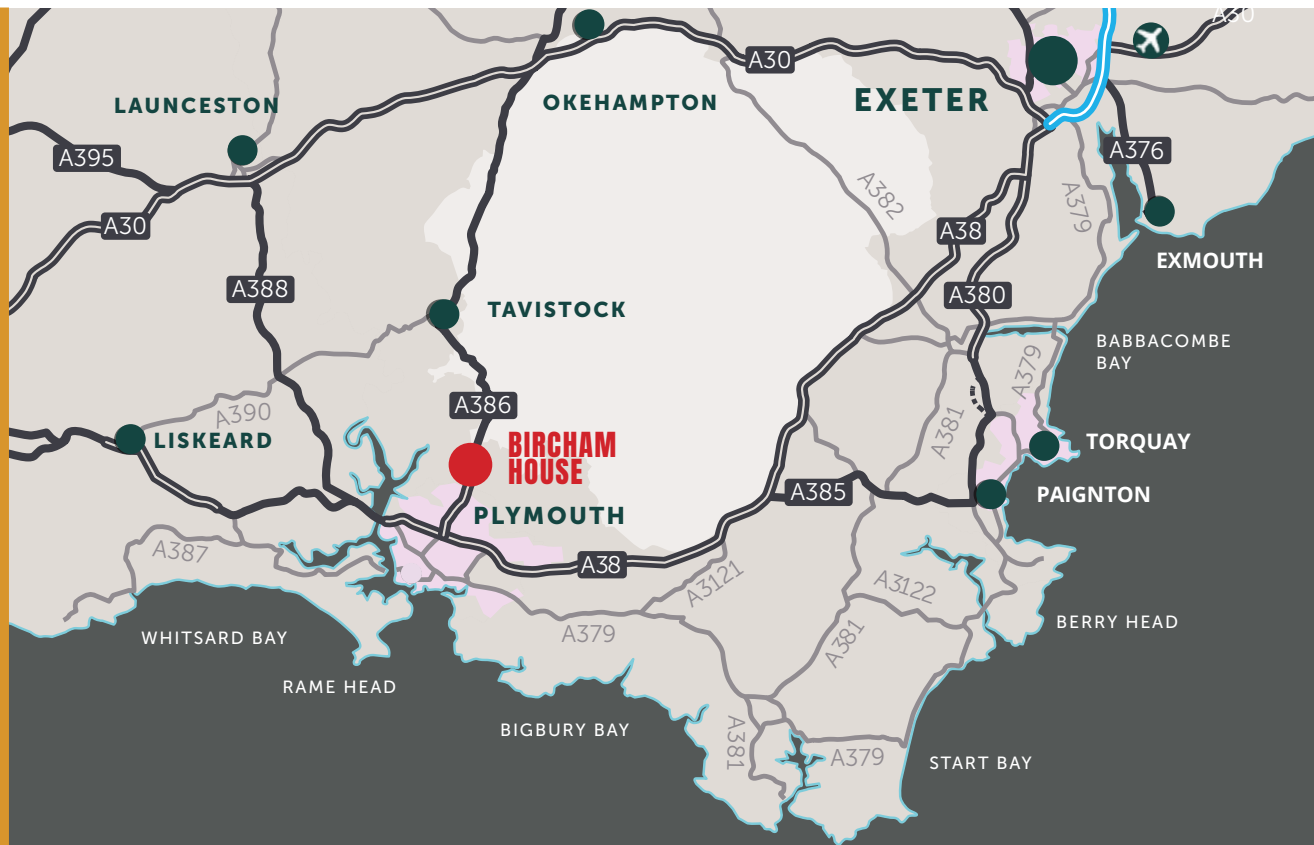 A30
A30
LAUNCESTON
OKEHAMPTON
EXETER
A395
A376
A382
A379
A30
A38
EXMOUTH
A388
A380
TAVISTOCK
BABBACOMBE
BAY
A379
A386
A390
A381
LISKEARD
BIRCHAM
HOUSE
TORQUAY
A385
PAIGNTON
PLYMOUTH
A387
A38
A3121
A3122
A379
A381
BERRY HEAD
WHITSARD BAY
RAME HEAD
BIGBURY BAY
A381
A379
START BAY